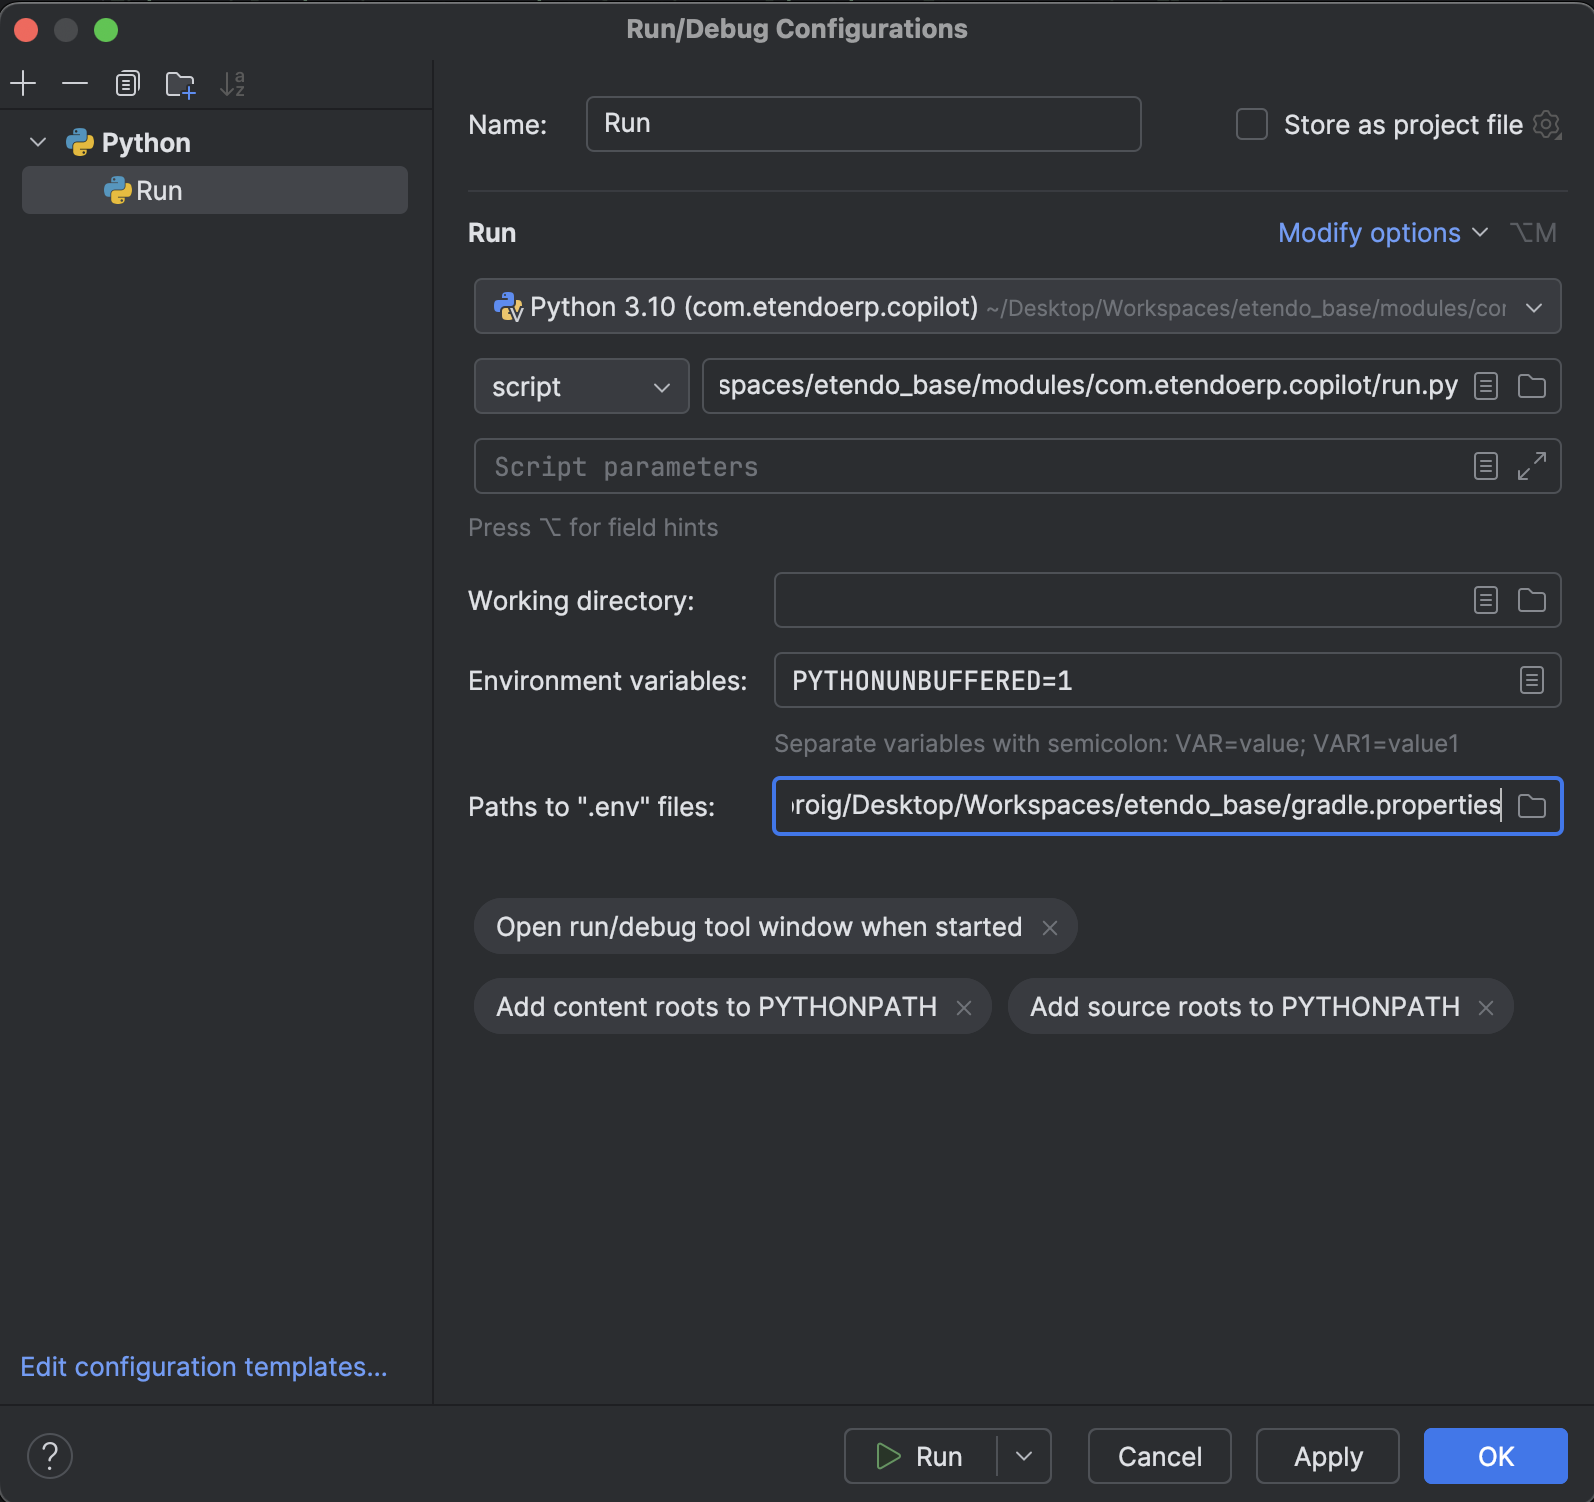 Run/Debug Configurations
Python
Run
Name:
Run
Store as project file
Run
Modify options
⌥M
Python 3.10 (com.etendoerp.copilot) ~/Desktop/Workspaces/etendo_base/modules/cor
script
spaces/etendo_base/modules/com.etendoerp.copilot/run.py
Script parameters
Press ⌥ for field hints
Working directory:
Environment variables:
PYTHONUNBUFFERED=1
Separate variables with semicolon: VAR=value; VAR1=value1
Paths to ".env" files:
roig/Desktop/Workspaces/etendo_base/gradle.properties
Open run/debug tool window when started
Add content roots to PYTHONPATH
Add source roots to PYTHONPATH
Edit configuration templates...
?
Run
Cancel
Apply
OK